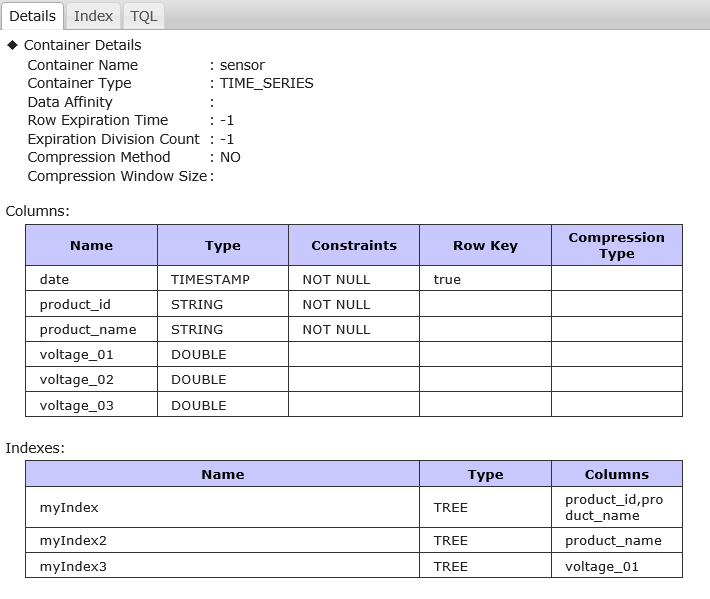 Details Index TQL
◆ Container Details
Container Name : sensor
Container Type : TIME_SERIES
Data Affinity :
Row Expiration Time : -1
Expiration Division Count : -1
Compression Method : NO
Compression Window Size :
Columns:
Name Type Constraints Row Key Compression
Type
date TIMESTAMP NOT NULL true
product_id STRING NOT NULL
product_name STRING NOT NULL
voltage_01 DOUBLE
voltage_02 DOUBLE
voltage_03 DOUBLE
Indexes:
Name Type Columns
myIndex TREE product_id,pro
duct_name
myIndex2 TREE product_name
myIndex3 TREE voltage_01